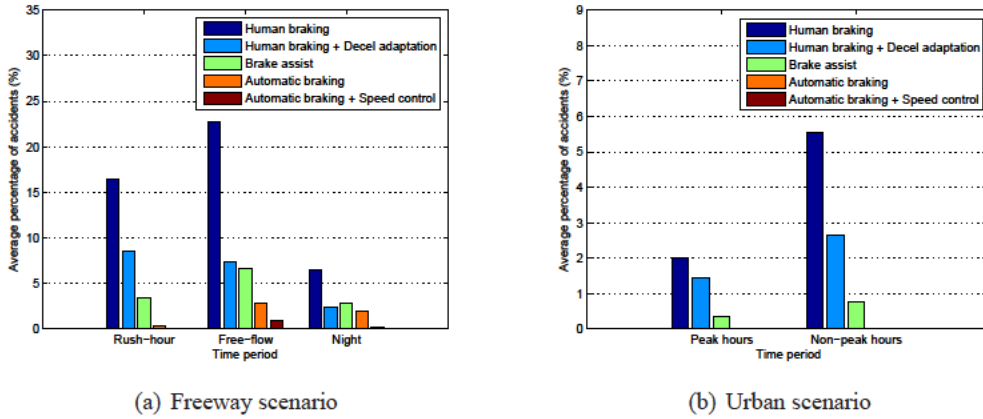 35
30
25
20
15
10
5
0
Average percentage of accidents (%)
Human braking
Human braking + Decel adaptation
Brake assist
Automatic braking
Automatic braking + Speed control
Rush-hour
Free-flow
Night
Time period
(a) Freeway scenario
9
8
7
6
5
4
3
2
1
0
Average percentage of accidents (%)
Human braking
Human braking + Decel adaptation
Brake assist
Automatic braking
Automatic braking + Speed control
Peak hours
Non-peak hours
Time period
(b) Urban scenario